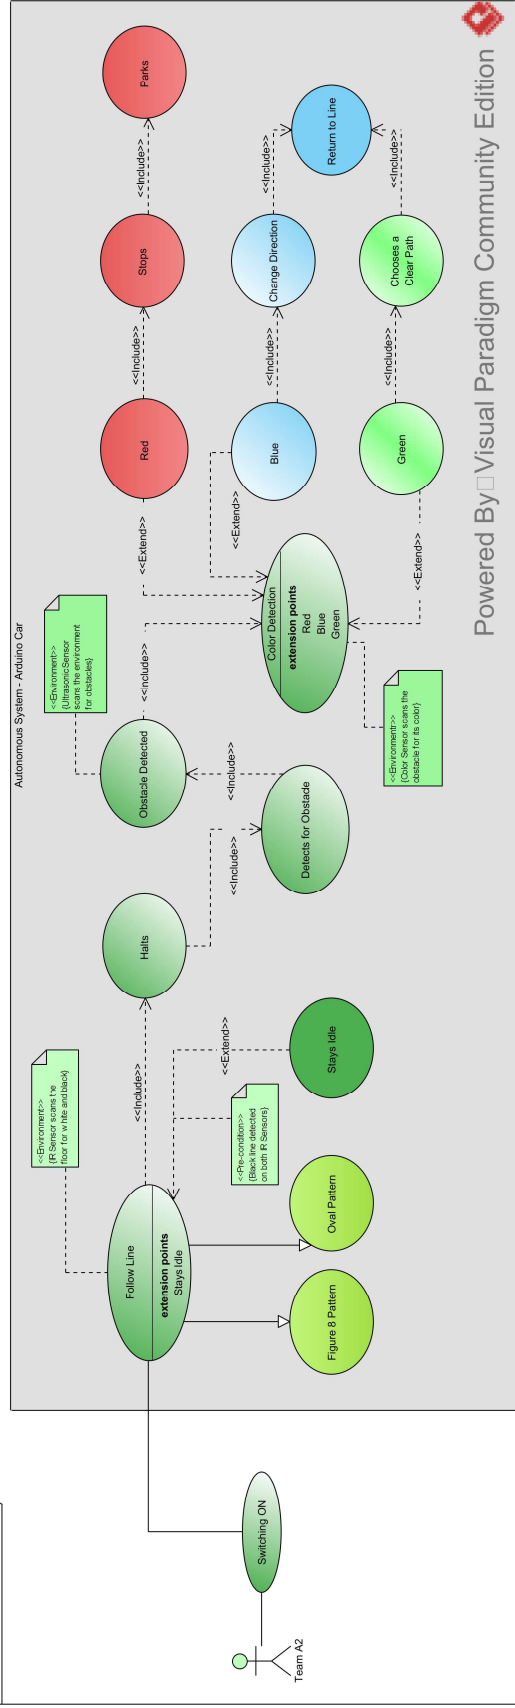 Autonomous System - Arduino Car
Team A2
Switching ON
<<Environment>>
{IR Sensor scans the
floor for white and black}
Follow Line
extension points
Stays Idle
Figure 8 Pattern
Oval Pattern
<<Pre-condition>>
{Black line detected
on both IR Sensors}
<<Include>>
<<Extend>>
Stays Idle
Halts
<<Include>>
Detects for Obstacle
<<Include>>
Obstacle Detected
<<Environment>>
{Ultrasonic Sensor
scans the environment
for obstacles}
<<Include>>
Color Detection
extension points
Red
Blue
Green
<<Environmentr>>
{Color Sensor scans the
obstacle for its color}
<<Extend>>
<<Extend>>
<<Extend>>
Red
<<Include>>
Stops
<<Include>>
Parks
Blue
<<Include>>
Change Direction
<<Include>>
Return to Line
Green
<<Include>>
Chooses a
Clear Path
<<Include>>
Powered By Visual Paradigm Community Edition